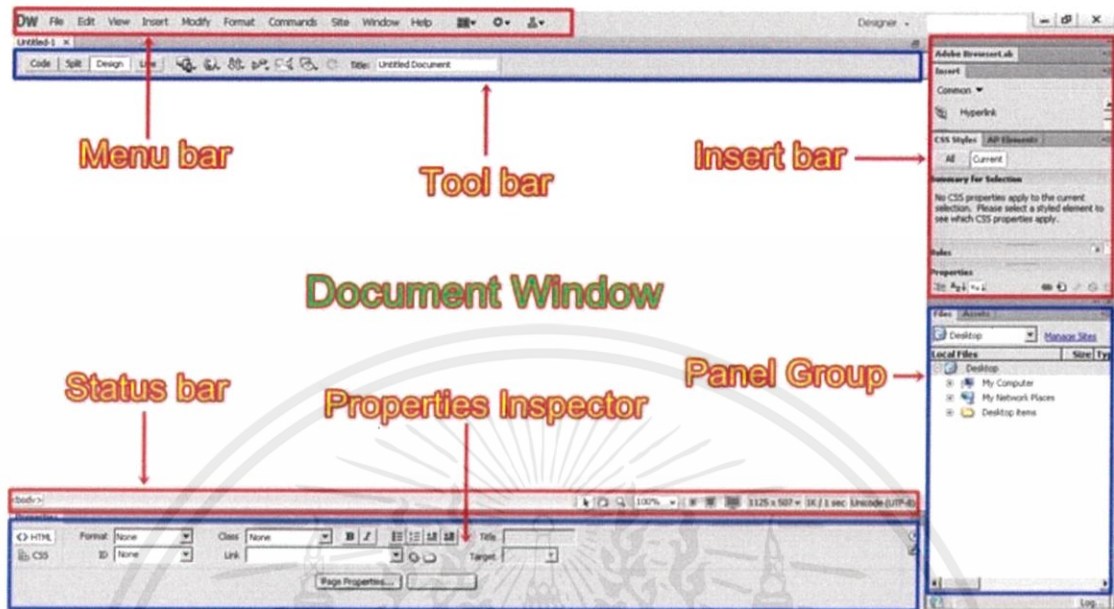 DW File Edit View Insert Modify Format Commands Site Window Help
Designer
Untitled-1 ×
Code Split Design Live Title: Untitled Document
Adobe BrowserLab
Insert
Common
Hyperlink
Menu bar
Tool bar
Insert bar
CSS Styles AP Elements
All Current
Summary for Selection
No CSS properties apply to the current
selection. Please select a styled element to
see which CSS properties apply.
Rules
Properties
Document Window
Files Assets
Desktop Manage Sites
Local Files Size Typ
Desktop
My Computer
My Network Places
Desktop items
Panel Group
Status bar
Properties Inspector
<body> 100% 1125 x 507 1K / 1 sec Unicode (UTF-8)
Properties
<> HTML Format None Class None B I Title
CSS ID None Link Target
Page Properties...
Log...